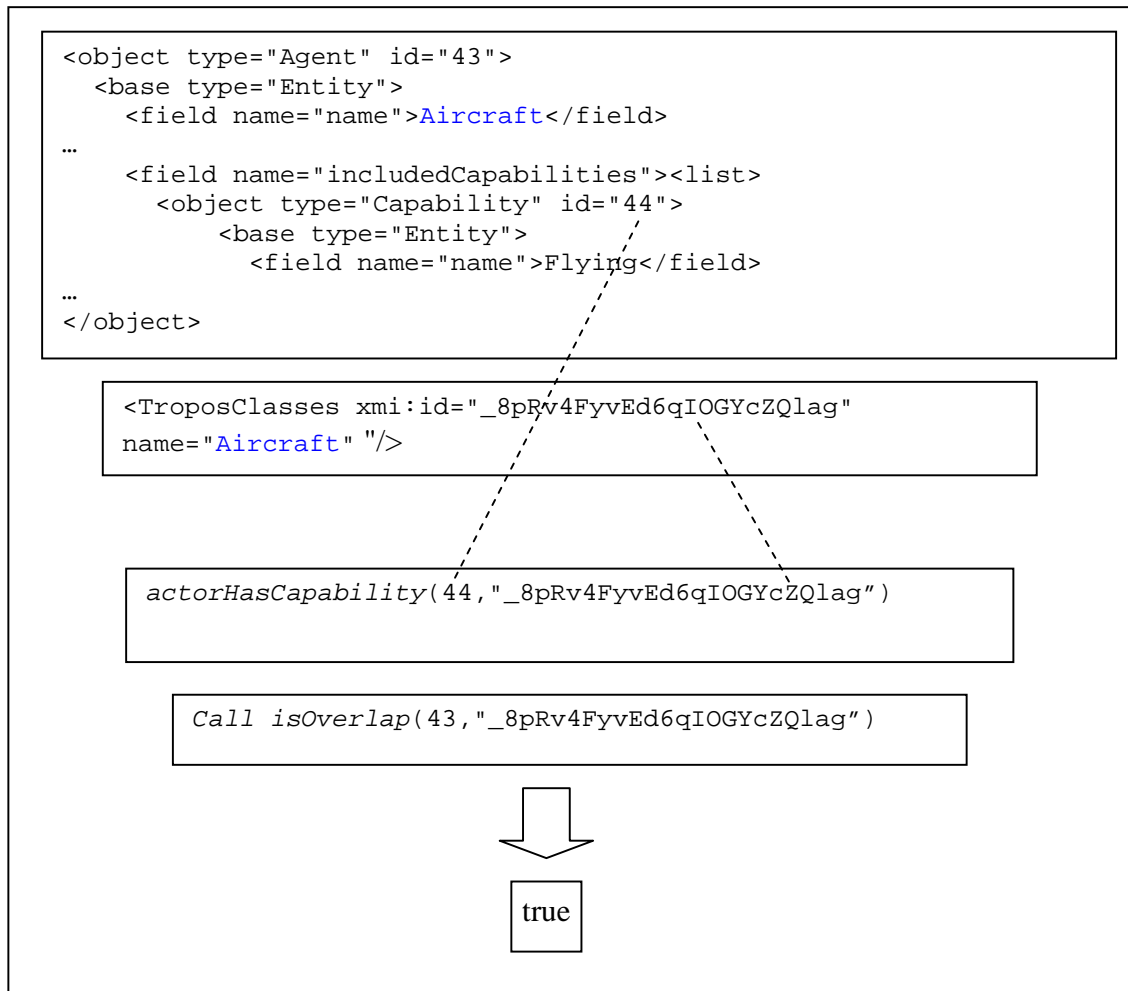 <object type="Agent" id="43">
<base type="Entity">
<field name="name">Aircraft</field>
…
<field name="includedCapabilities"><list>
<object type="Capability" id="44">
<base type="Entity">
<field name="name">Flying</field>
…
</object>
<TroposClasses xmi:id="_8pRv4FyvEd6qIOGYcZQlag"
name="Aircraft" "/>
actorHasCapability(44,"_8pRv4FyvEd6qIOGYcZQlag”)
Call isOverlap(43,"_8pRv4FyvEd6qIOGYcZQlag”)
true